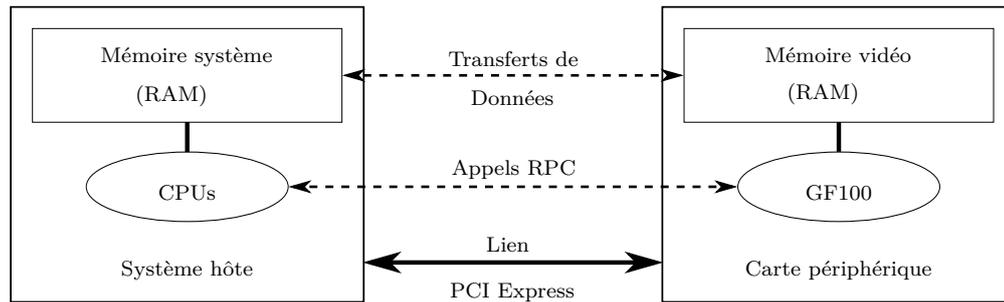 Mémoire système
(RAM)
CPUs
Système hôte
Transferts de
Données
Appels RPC
Lien
PCI Express
Mémoire vidéo
(RAM)
GF100
Carte périphérique